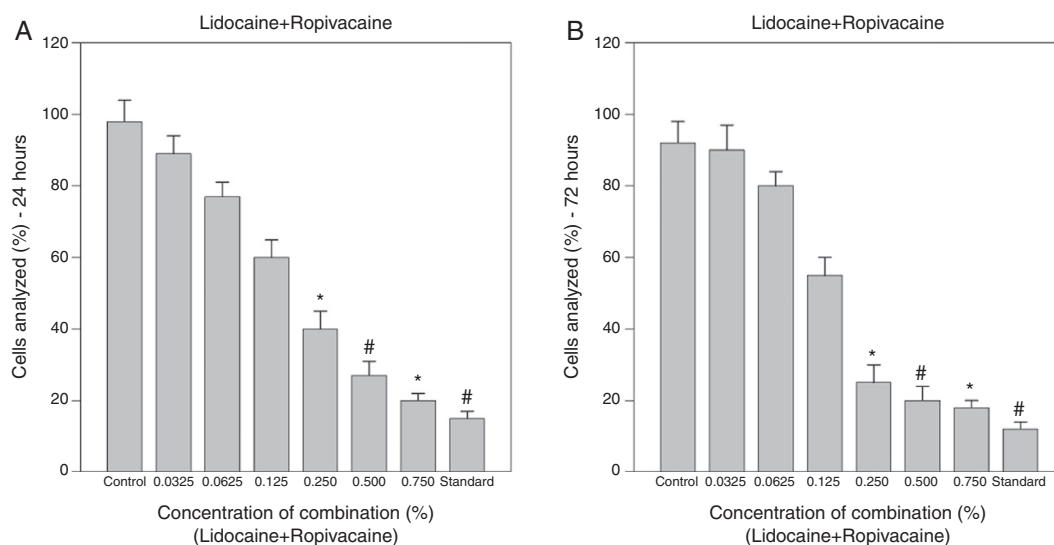 A
Lidocaine+Ropivacaine
120
100
80
60
40
20
0
Cells analyzed (%) - 24 hours
*
#
*
#
Control 0.0325 0.0625 0.125 0.250 0.500 0.750 Standard
Concentration of combination (%)
(Lidocaine+Ropivacaine)
B
Lidocaine+Ropivacaine
120
100
80
60
40
20
0
Cells analyzed (%) - 72 hours
*
#
*
#
Control 0.0325 0.0625 0.125 0.250 0.500 0.750 Standard
Concentration of combination (%)
(Lidocaine+Ropivacaine)